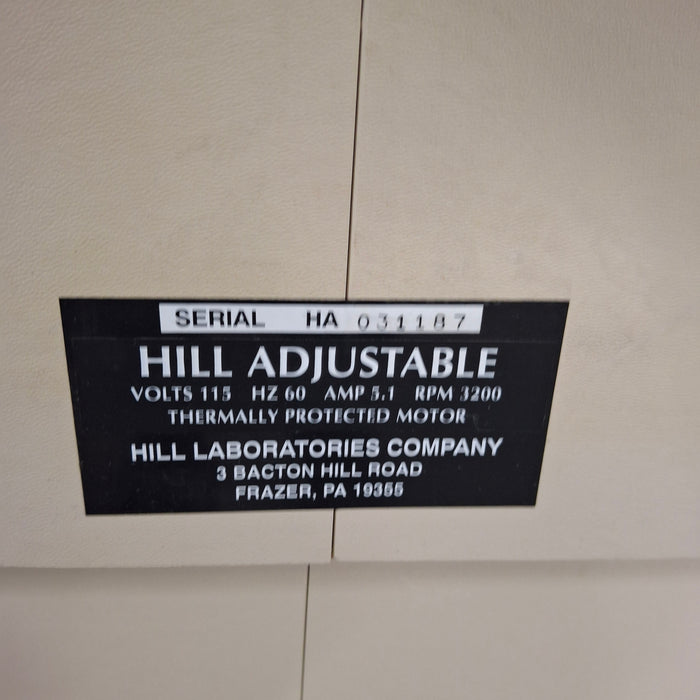 SERIAL HA 031187
HILL ADJUSTABLE
VOLTS 115 HZ 60 AMP 5.1 RPM 3200
THERMALLY PROTECTED MOTOR
HILL LABORATORIES COMPANY
3 BACTON HILL ROAD
FRAZER, PA 19355